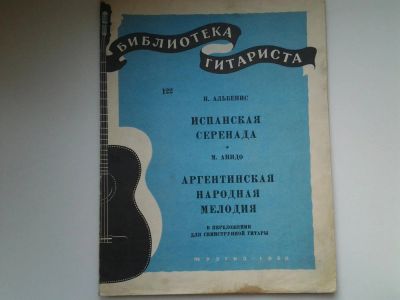 БИБЛИОТЕКА
ГИТАРИСТА
122
И. АЛЬБЕНИС
ИСПАНСКАЯ
СЕРЕНАДА
М. АНИДО
АРГЕНТИНСКАЯ
НАРОДНАЯ
МЕЛОДИЯ
В ПЕРЕЛОЖЕНИИ
ДЛЯ СЕМИСТРУННОЙ ГИТАРЫ